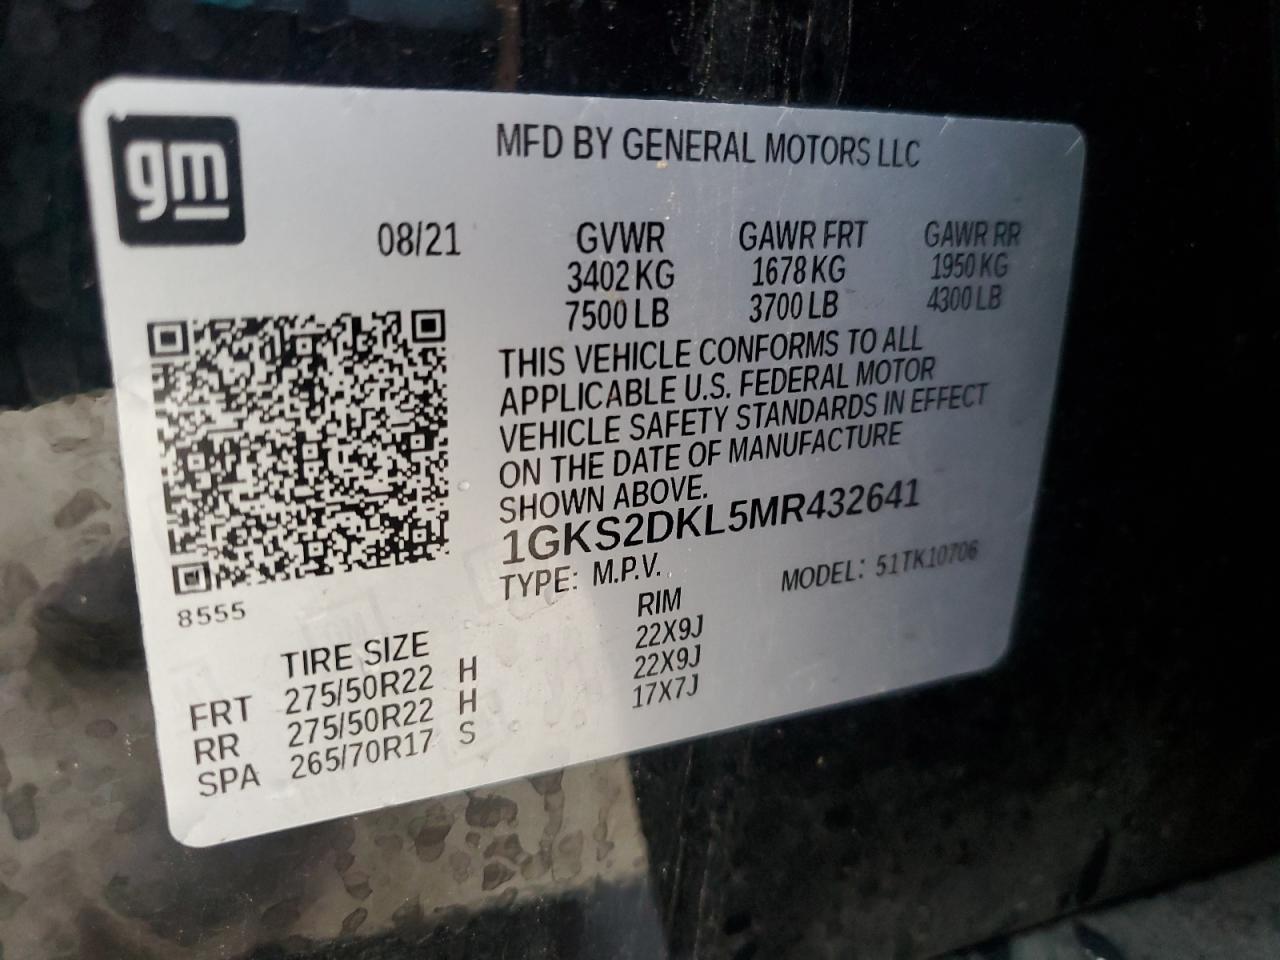 gm
MFD BY GENERAL MOTORS LLC
08/21
GVWR GAWR FRT GAWR RR
3402 KG 1678 KG 1950 KG
7500 LB 3700 LB 4300 LB
THIS VEHICLE CONFORMS TO ALL
APPLICABLE U.S. FEDERAL MOTOR
VEHICLE SAFETY STANDARDS IN EFFECT
ON THE DATE OF MANUFACTURE
SHOWN ABOVE.
1GKS2DKL5MR432641
TYPE: M.P.V. MODEL: 51TK10706
8555
TIRE SIZE RIM
FRT 275/50R22 H 22X9J
RR 275/50R22 H 22X9J
SPA 265/70R17 S 17X7J